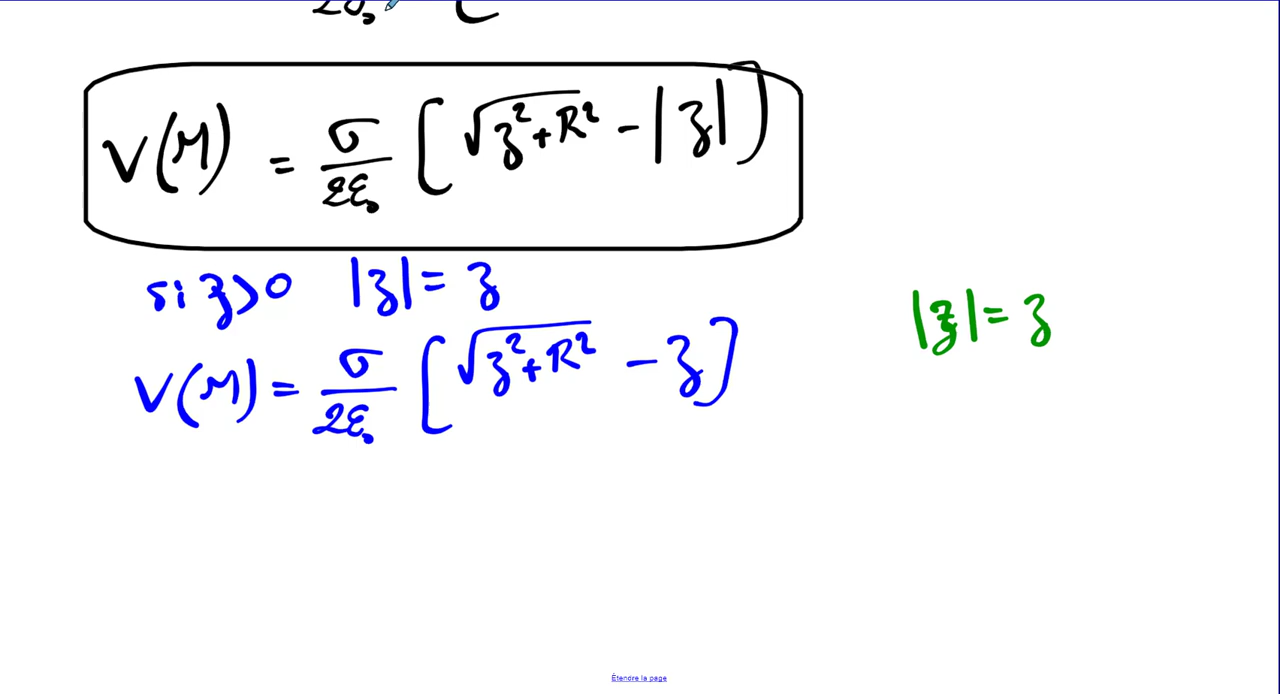 V(M) = σ/2ε₀ [√(z²+R²) - |z|]
si z>0 |z| = z
|z| = z
V(M) = σ/2ε₀ [√(z²+R²) - z]
Étendre la page